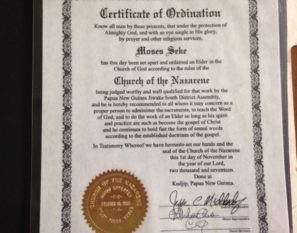 Certificate of Ordination
Know all men by these presents, that under the protection of
Almighty God, and with an eye single to His glory,
by prayer and other religious services,
Moses Seke
has this day been set apart and ordained an Elder in the
Church of God according to the rules of the
Church of the Nazarene
being judged worthy and well qualified for that work by the
Papua New Guinea Jiwaka South District Assembly,
and he is hereby recommended to all whom it may concern as a
proper person to administer the sacraments, to teach the Word
of God, and to do the work of an Elder so long as his spirit
and practice are such as become the gospel of Christ
and he continues to hold fast the form of sound words
according to the established doctrines of the gospel.
In Testimony Whereof we have hereunto set our hands and the
seal of the Church of the Nazarene
this 1st day of November in
the year of our Lord,
two thousand and seventeen.
Done at
Kudjip, Papua New Guinea.
CHURCH OF THE NAZARENE